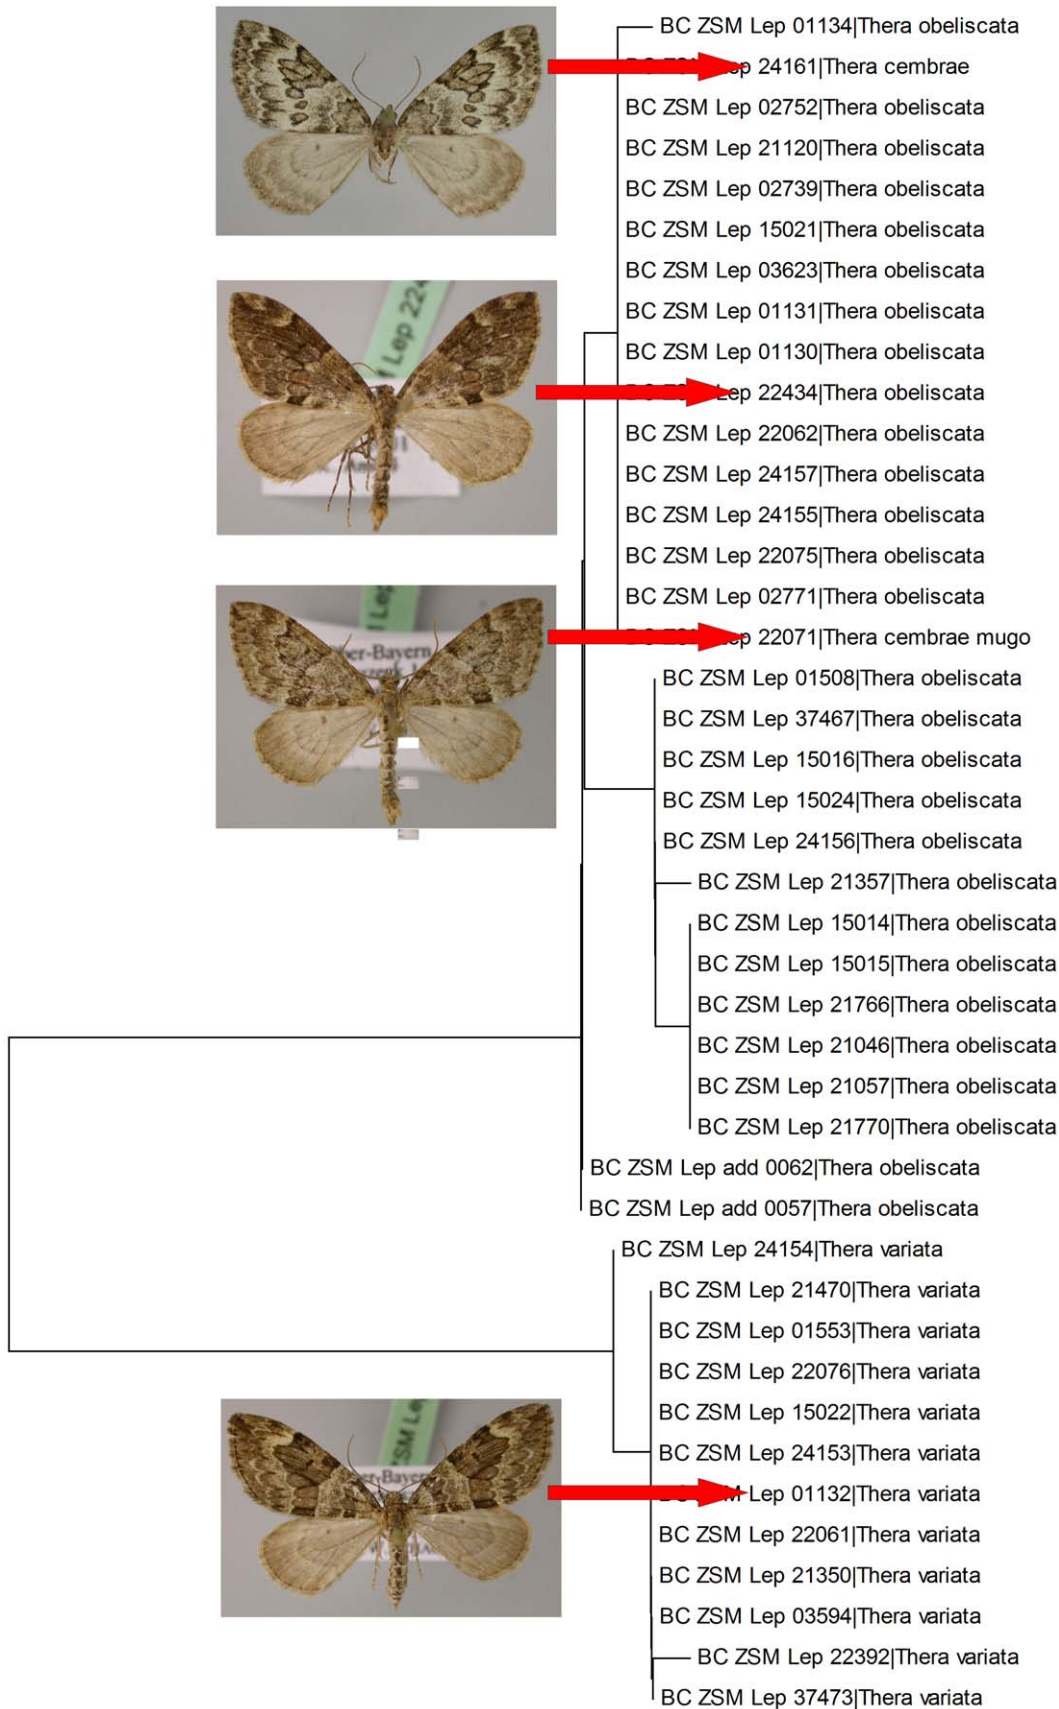 BC ZSM Lep 01134|Thera obeliscata
Lep 24161|Thera cembrae
BC ZSM Lep 02752|Thera obeliscata
BC ZSM Lep 21120|Thera obeliscata
BC ZSM Lep 02739|Thera obeliscata
BC ZSM Lep 15021|Thera obeliscata
BC ZSM Lep 03623|Thera obeliscata
BC ZSM Lep 01131|Thera obeliscata
BC ZSM Lep 01130|Thera obeliscata
Lep 22434|Thera obeliscata
BC ZSM Lep 22062|Thera obeliscata
BC ZSM Lep 24157|Thera obeliscata
BC ZSM Lep 24155|Thera obeliscata
BC ZSM Lep 22075|Thera obeliscata
BC ZSM Lep 02771|Thera obeliscata
Lep 22071|Thera cembrae mugo
BC ZSM Lep 01508|Thera obeliscata
BC ZSM Lep 37467|Thera obeliscata
BC ZSM Lep 15016|Thera obeliscata
BC ZSM Lep 15024|Thera obeliscata
BC ZSM Lep 24156|Thera obeliscata
BC ZSM Lep 21357|Thera obeliscata
BC ZSM Lep 15014|Thera obeliscata
BC ZSM Lep 15015|Thera obeliscata
BC ZSM Lep 21766|Thera obeliscata
BC ZSM Lep 21046|Thera obeliscata
BC ZSM Lep 21057|Thera obeliscata
BC ZSM Lep 21770|Thera obeliscata
BC ZSM Lep add 0062|Thera obeliscata
BC ZSM Lep add 0057|Thera obeliscata
BC ZSM Lep 24154|Thera variata
BC ZSM Lep 21470|Thera variata
BC ZSM Lep 01553|Thera variata
BC ZSM Lep 22076|Thera variata
BC ZSM Lep 15022|Thera variata
BC ZSM Lep 24153|Thera variata
Lep 01132|Thera variata
BC ZSM Lep 22061|Thera variata
BC ZSM Lep 21350|Thera variata
BC ZSM Lep 03594|Thera variata
BC ZSM Lep 22392|Thera variata
BC ZSM Lep 37473|Thera variata